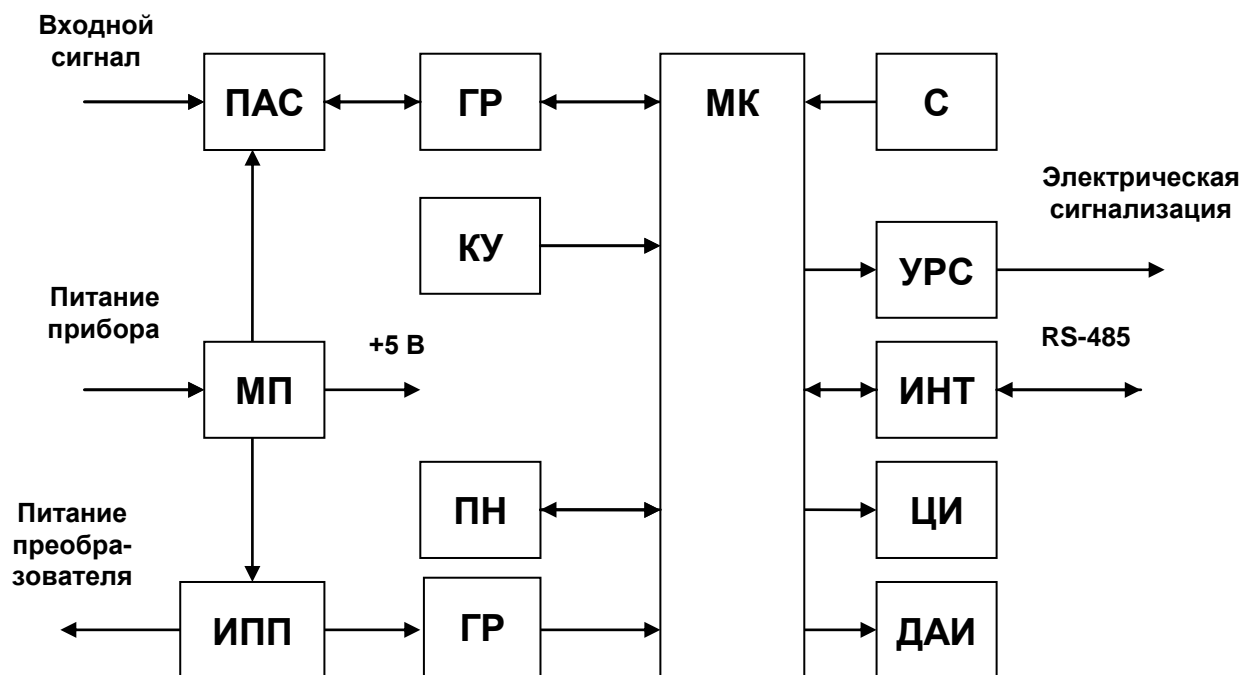 Входной
сигнал
ПАС
ГР
МК
С
Электрическая
сигнализация
КУ
УРС
Питание
прибора
+5 В
RS-485
МП
ИНТ
ПН
ЦИ
Питание
преобра-
зователя
ИПП
ГР
ДАИ